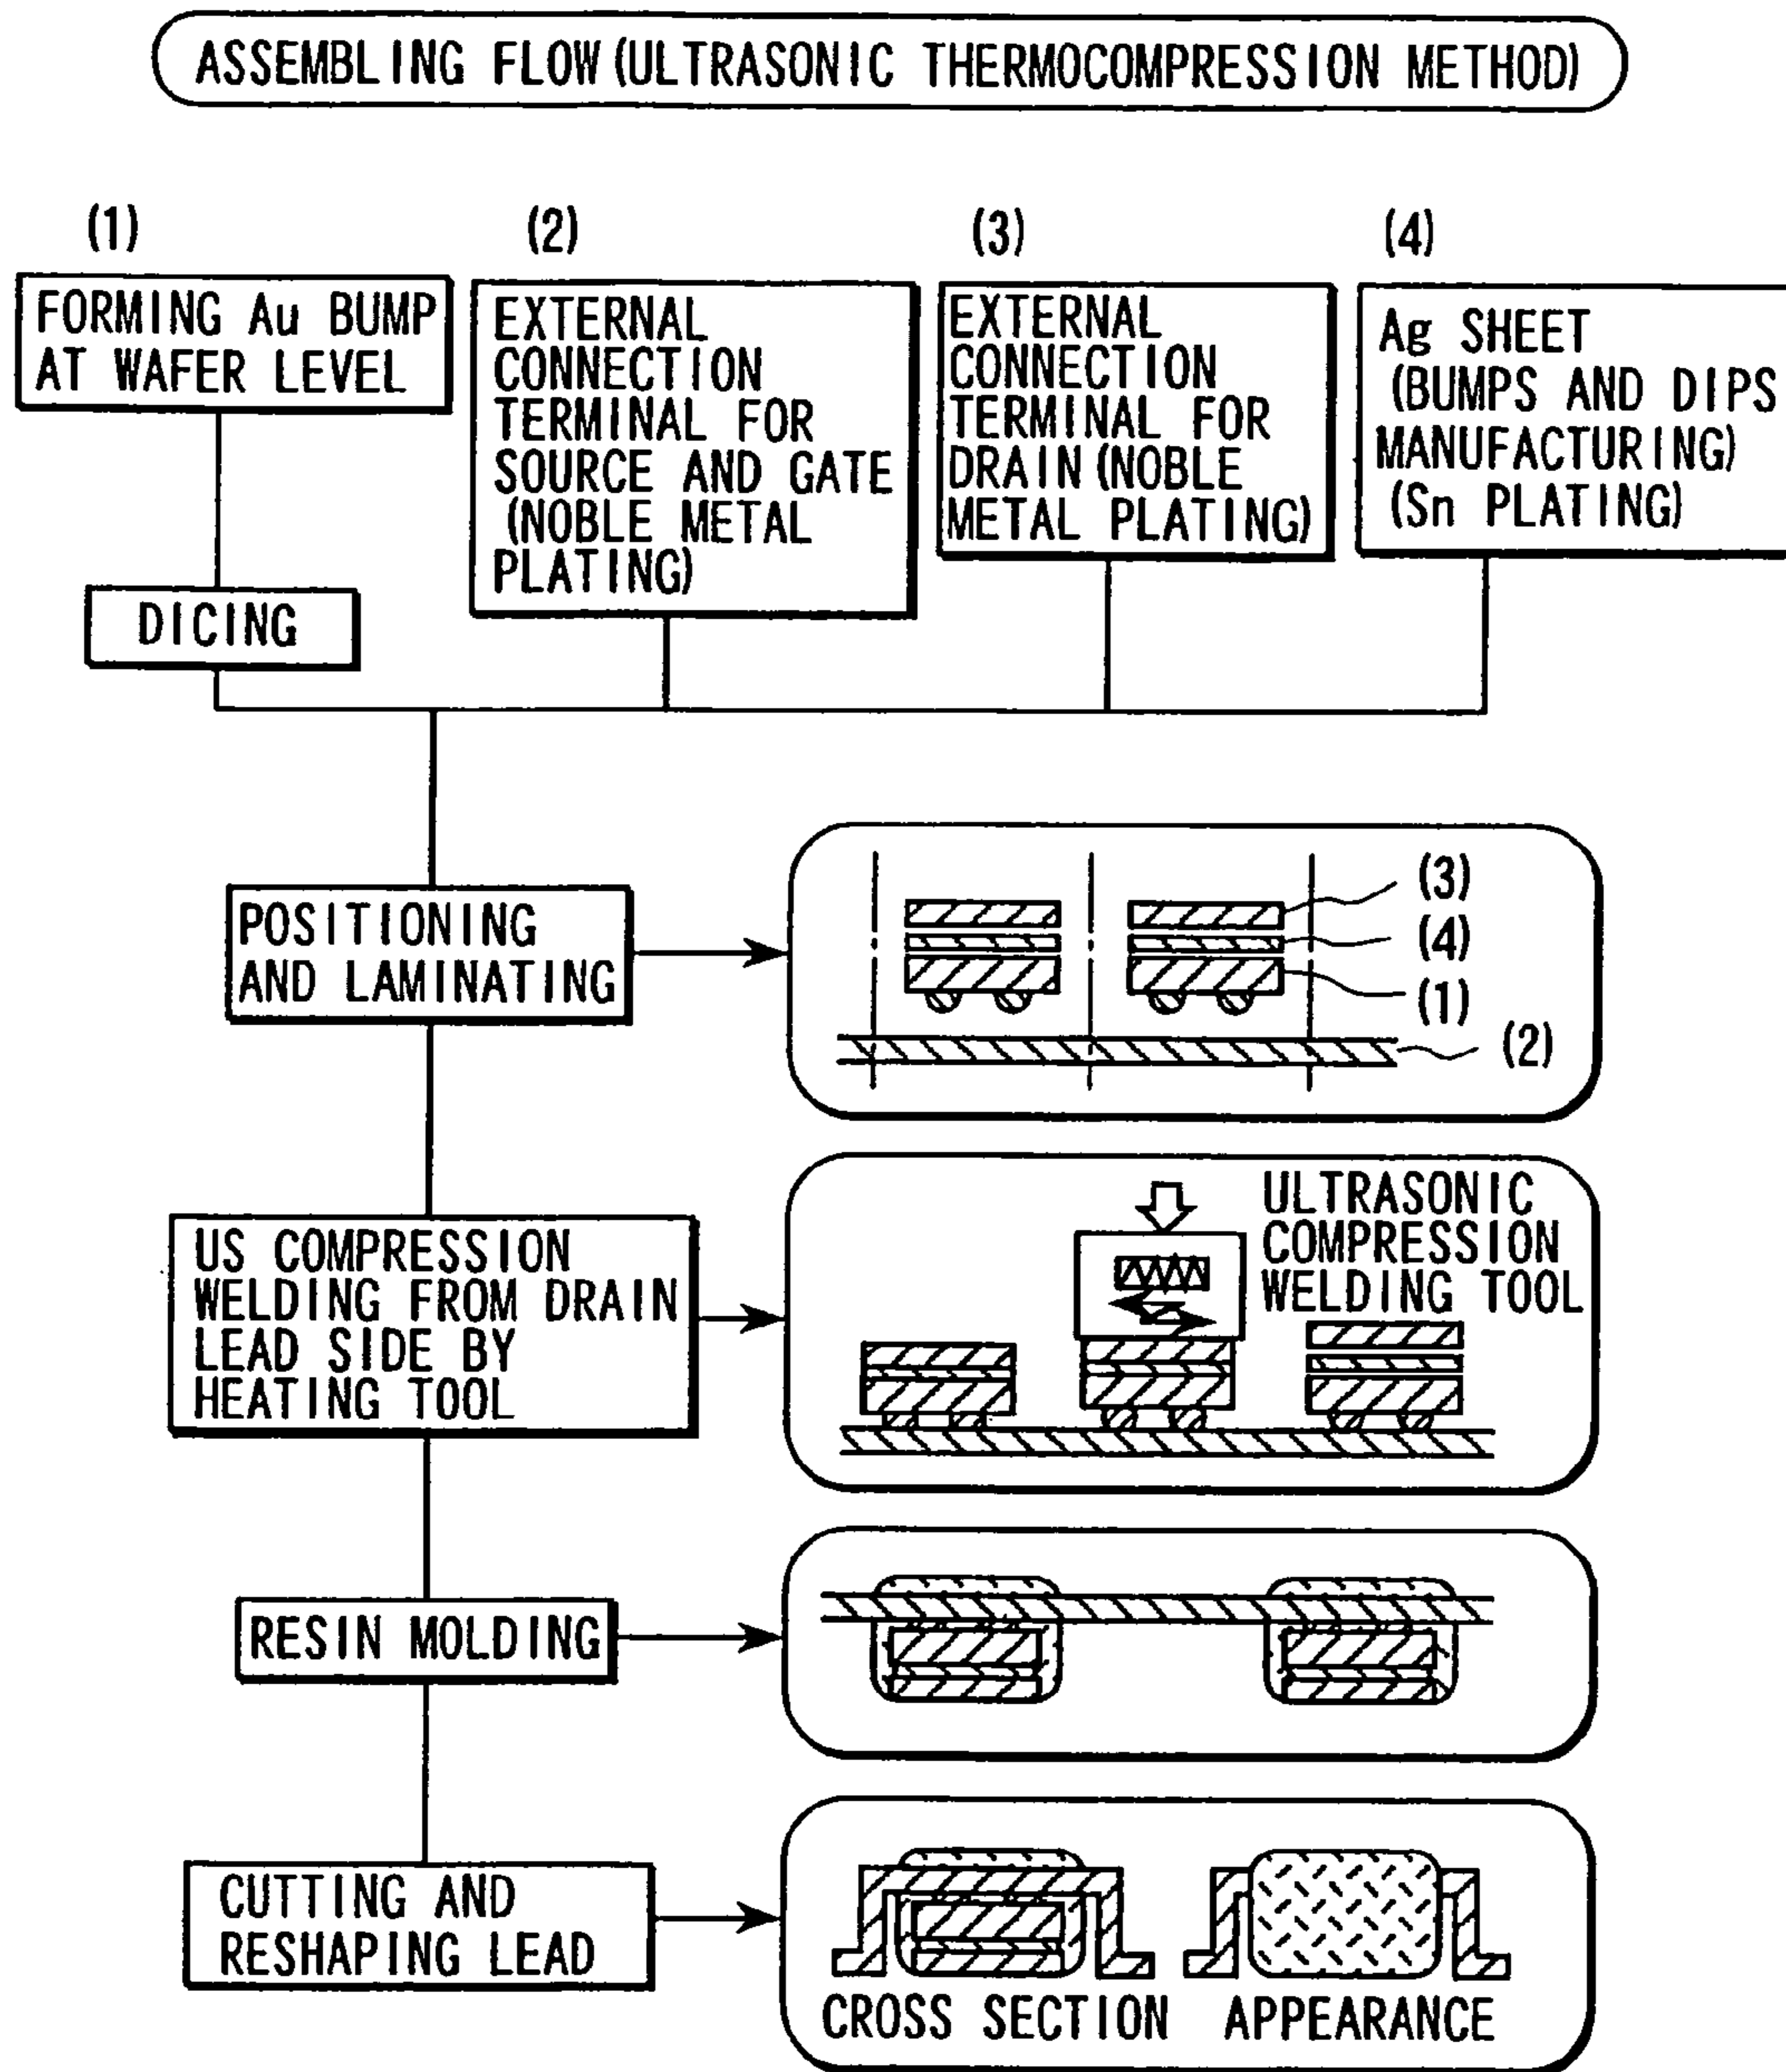 ASSEMBLING FLOW (ULTRASONIC THERMOCOMPRESSION METHOD)
(1)
FORMING Au BUMP
AT WAFER LEVEL
DICING
(2)
EXTERNAL
CONNECTION
TERMINAL FOR
SOURCE AND GATE
(NOBLE METAL
PLATING)
(3)
EXTERNAL
CONNECTION
TERMINAL FOR
DRAIN (NOBLE
METAL PLATING)
(4)
Ag SHEET
(BUMPS AND DIPS
MANUFACTURING)
(Sn PLATING)
POSITIONING
AND LAMINATING
(3)
(4)
(1)
(2)
US COMPRESSION
WELDING FROM DRAIN
LEAD SIDE BY
HEATING TOOL
ULTRASONIC
COMPRESSION
WELDING TOOL
RESIN MOLDING
CUTTING AND
RESHAPING LEAD
CROSS SECTION
APPEARANCE